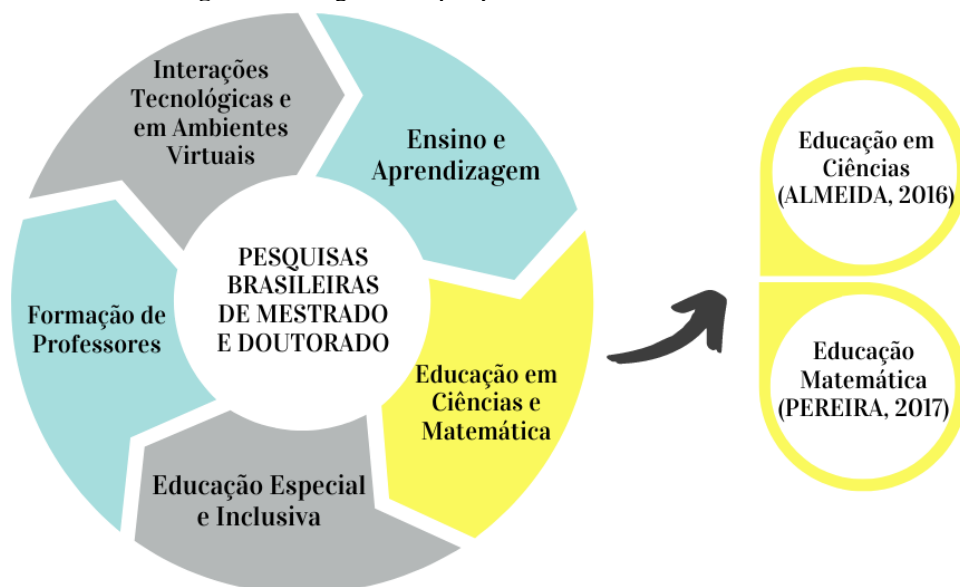 Interações
Tecnológicas e
em Ambientes
Virtuais
Ensino e
Aprendizagem
PESQUISAS
BRASILEIRAS
DE MESTRADO
E DOUTORADO
Formação de
Professores
Educação em
Ciências e
Matemática
Educação Especial
e Inclusiva
Educação em
Ciências
(ALMEIDA, 2016)
Educação
Matemática
(PEREIRA, 2017)